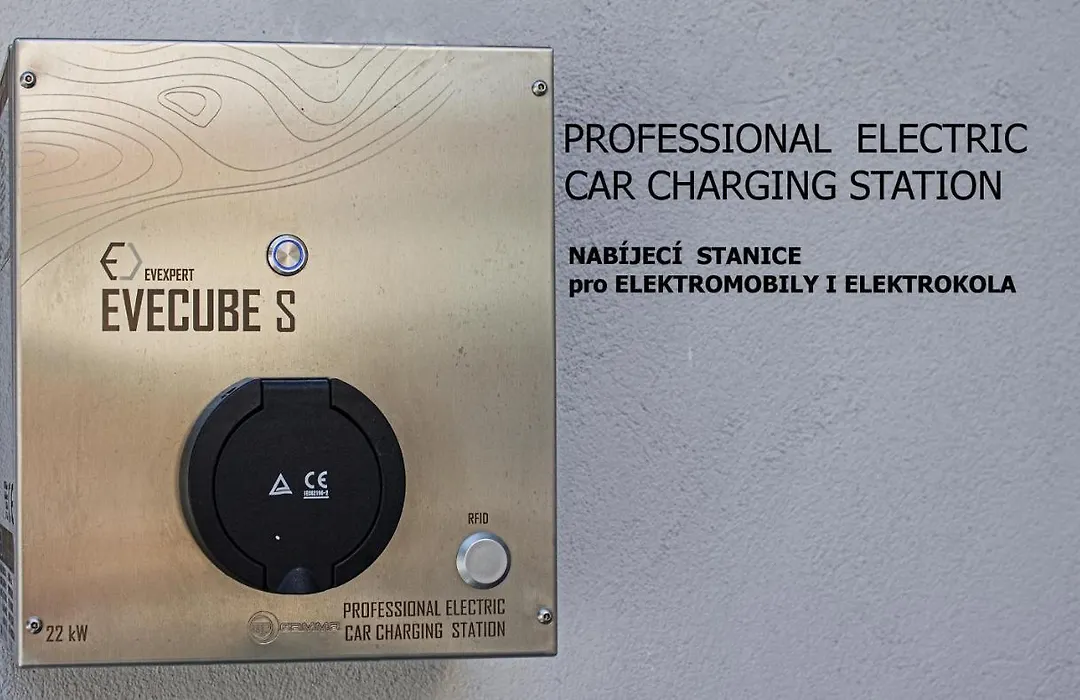 PROFESSIONAL ELECTRIC
CAR CHARGING STATION
NABÍJECÍ STANICE
pro ELEKTROMOBILY I ELEKTROKOLA
EVEXPERT
EVECUBE S
CE
RFID
PROFESSIONAL ELECTRIC
CAR CHARGING STATION
22 kW